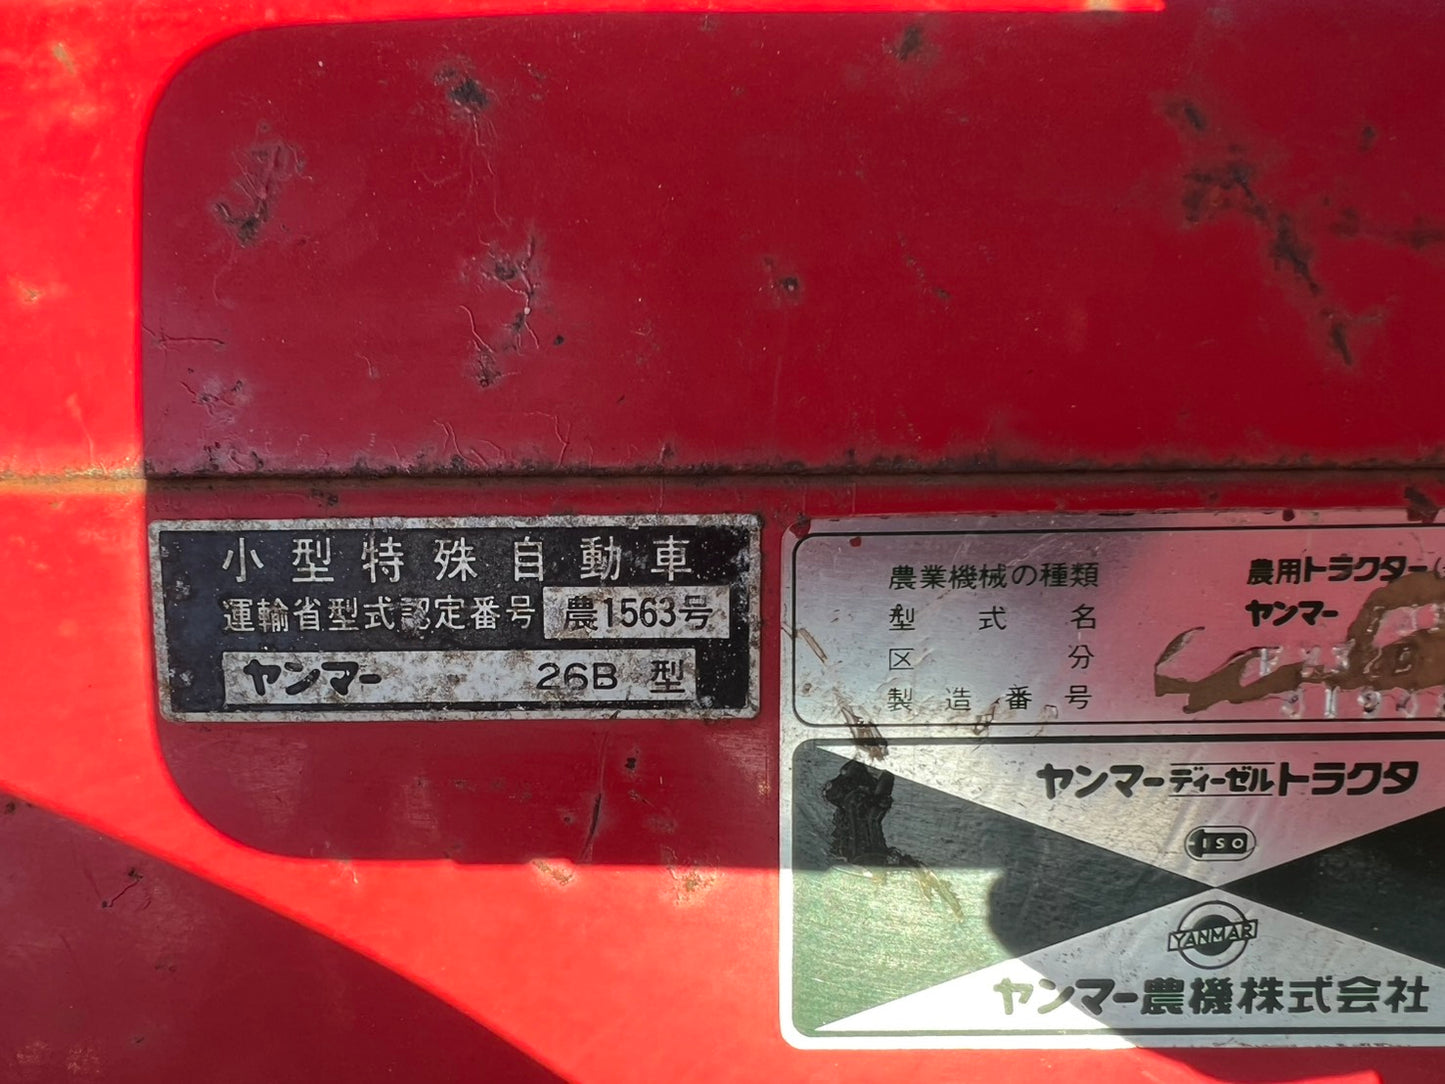 小型特殊自動車
運輸省型式認定番号 農1563号
ヤンマー 26B 型
農業機械の種類 農用トラクター
型式名 ヤンマー
区分
製造番号
ヤンマーディーゼルトラクタ
ISO
YANMAR
ヤンマー農機株式会社